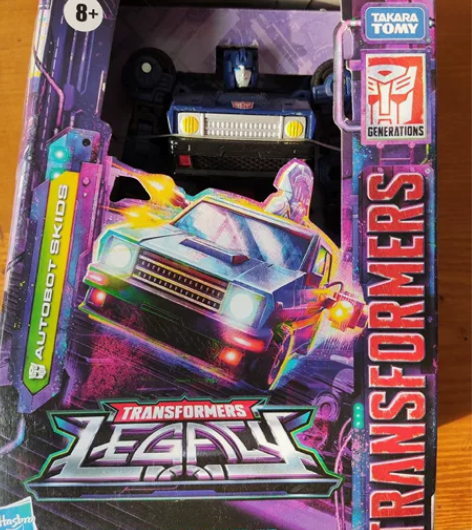 8+
TAKARA
TOMY
GENERATIONS
TRANSFORMERS
AUTOBOT SKIDS
TRANSFORMERS
LEGACY
Hasbro